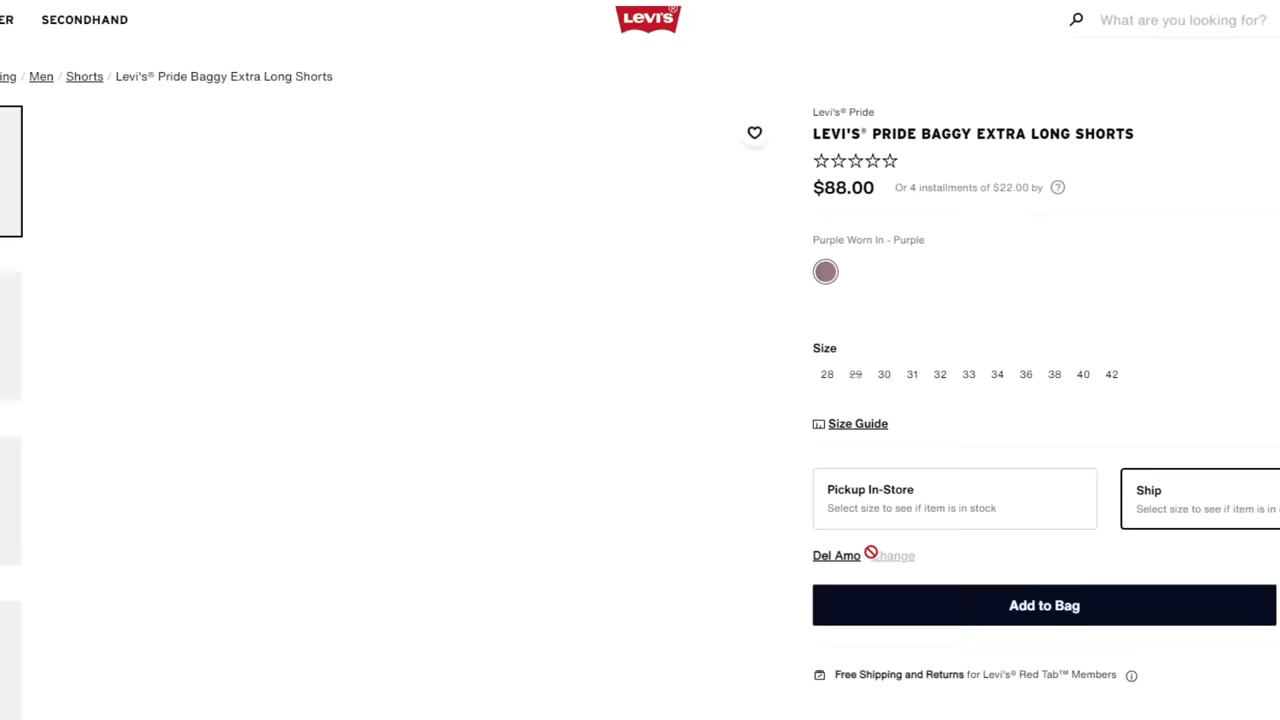 ER SECONDHAND
LEVI'S®
What are you looking for?
ing / Men / Shorts / Levi's® Pride Baggy Extra Long Shorts
Levi's® Pride
LEVI'S® PRIDE BAGGY EXTRA LONG SHORTS
$88.00 Or 4 installments of $22.00 by ?
Purple Worn In - Purple
Size
28 29 30 31 32 33 34 36 38 40 42
Size Guide
Pickup In-Store
Select size to see if item is in stock
Ship
Select size to see if item is in
Del Amo Change
Add to Bag
Free Shipping and Returns for Levi's® Red Tab™ Members